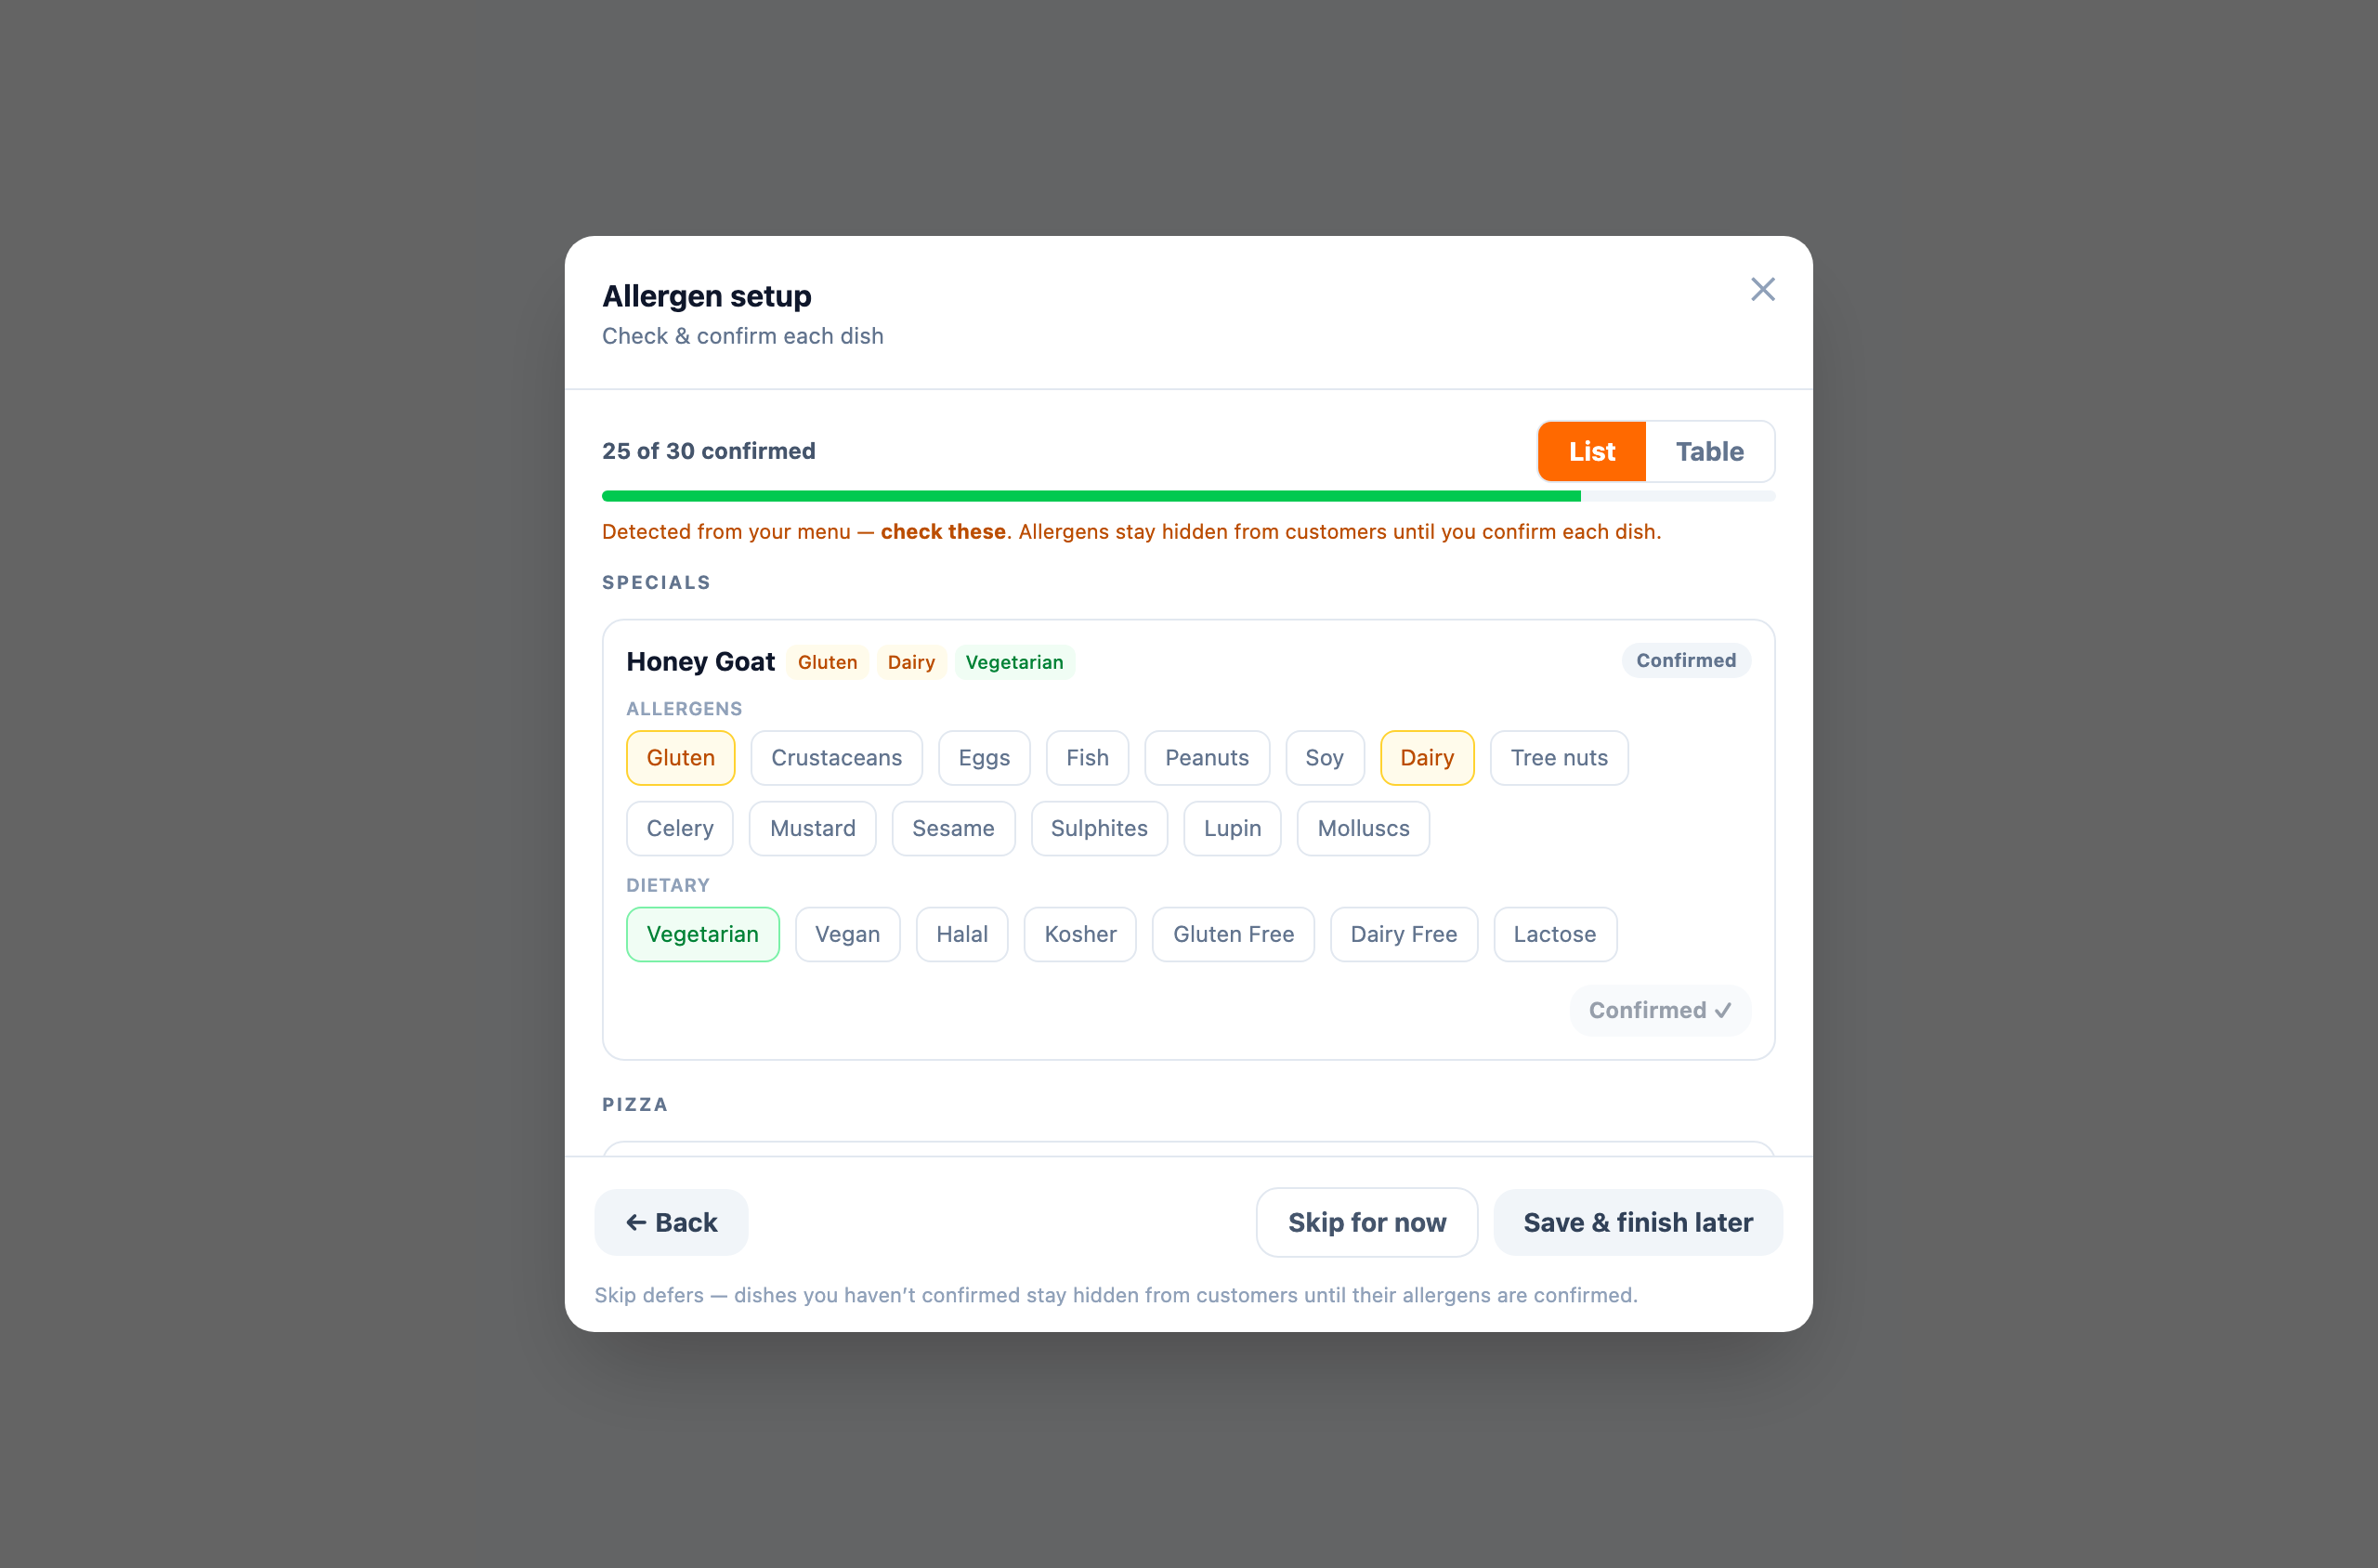 Allergen setup
Check & confirm each dish
25 of 30 confirmed
List
Table
Detected from your menu — check these. Allergens stay hidden from customers until you confirm each dish.
SPECIALS
Honey Goat Gluten Dairy Vegetarian
Confirmed
ALLERGENS
Gluten Crustaceans Eggs Fish Peanuts Soy Dairy Tree nuts
Celery Mustard Sesame Sulphites Lupin Molluscs
DIETARY
Vegetarian Vegan Halal Kosher Gluten Free Dairy Free Lactose
Confirmed ✓
PIZZA
← Back
Skip for now
Save & finish later
Skip defers — dishes you haven’t confirmed stay hidden from customers until their allergens are confirmed.